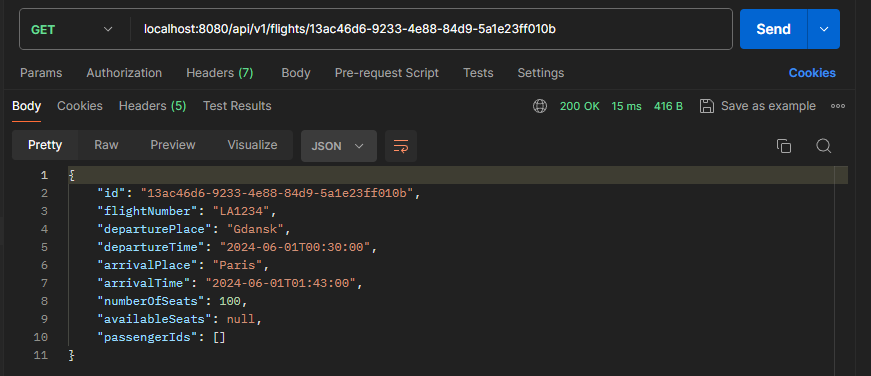 GET localhost:8080/api/v1/flights/13ac46d6-9233-4e88-84d9-5a1e23ff010b Send
Params Authorization Headers (7) Body Pre-request Script Tests Settings Cookies
Body Cookies Headers (5) Test Results 200 OK 15 ms 416 B Save as example
Pretty Raw Preview Visualize JSON
1 {
2 "id": "13ac46d6-9233-4e88-84d9-5a1e23ff010b",
3 "flightNumber": "LA1234",
4 "departurePlace": "Gdansk",
5 "departureTime": "2024-06-01T00:30:00",
6 "arrivalPlace": "Paris",
7 "arrivalTime": "2024-06-01T01:43:00",
8 "numberOfSeats": 100,
9 "availableSeats": null,
10 "passengerIds": []
11 }